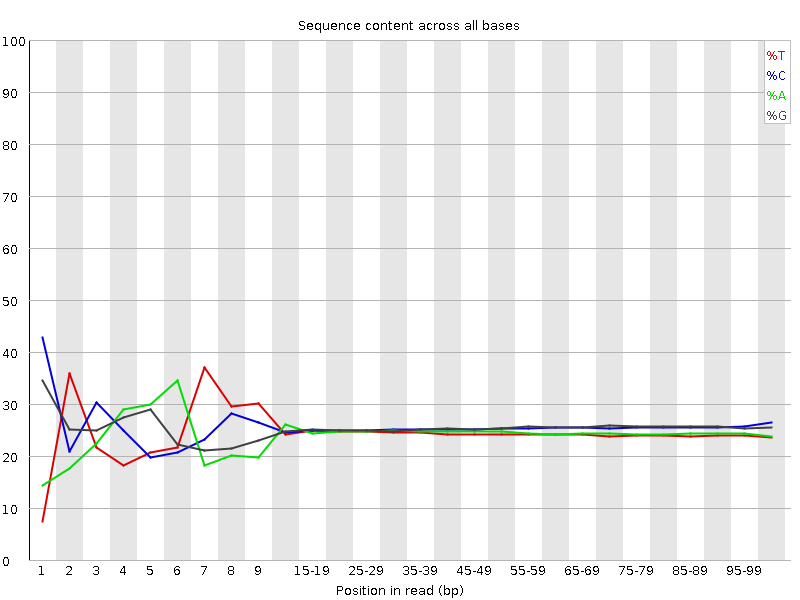 Sequence content across all bases
100
90
80
70
60
50
40
30
20
10
0
%T
%C
%A
%G
1 2 3 4 5 6 7 8 9 15-19 25-29 35-39 45-49 55-59 65-69 75-79 85-89 95-99
Position in read (bp)